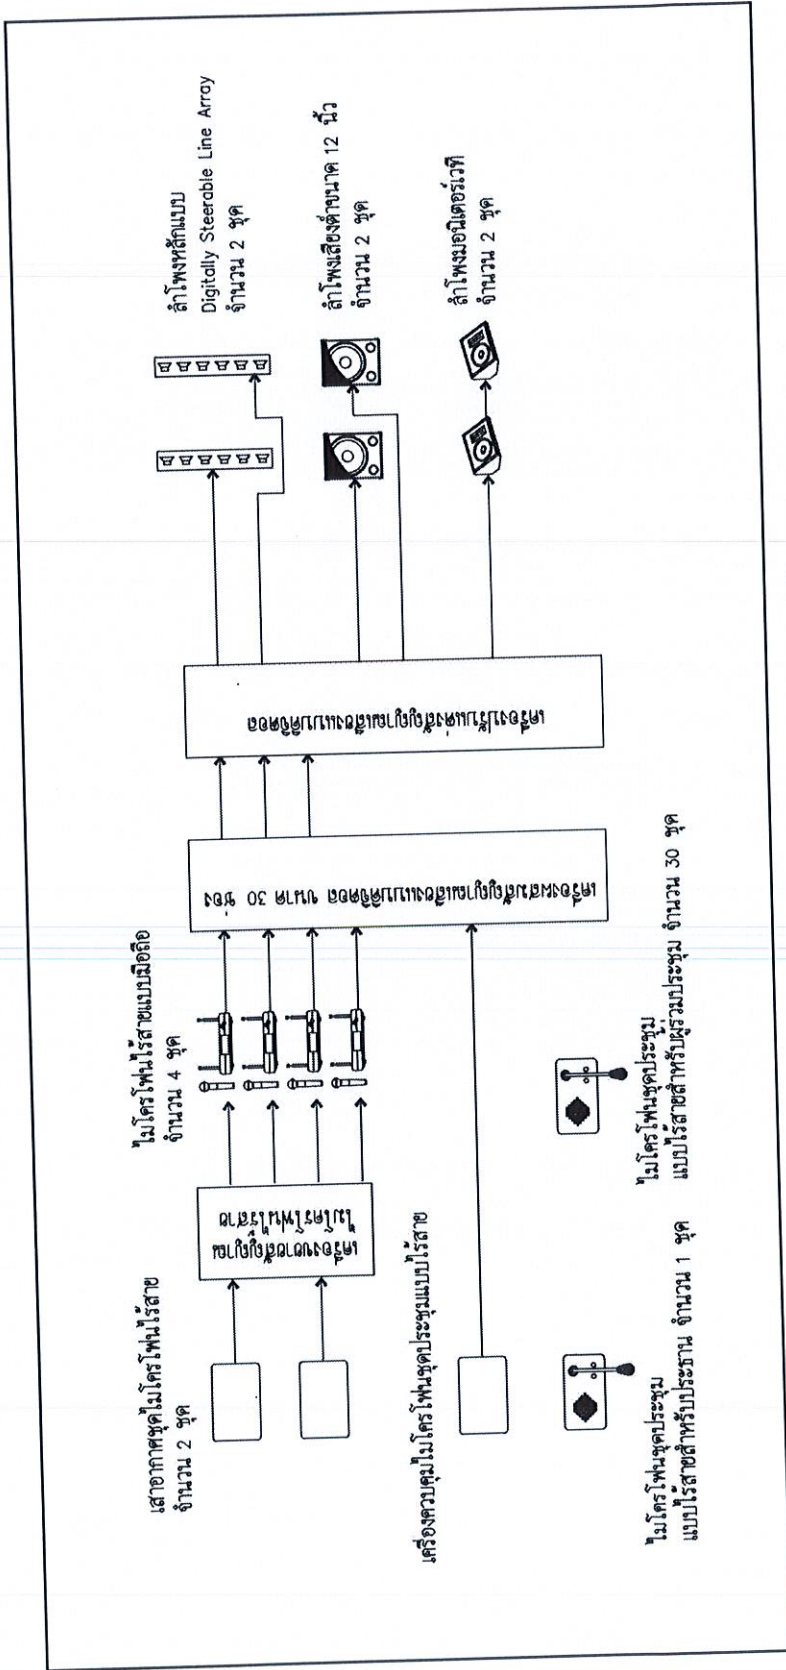 เสาอากาศชุดไมโครโฟนไร้สาย
จำนวน 2 ชุด
เครื่องขยายสัญญาณ
ไมโครโฟนไร้สาย
ไมโครโฟนไร้สายแบบมือถือ
จำนวน 4 ชุด
เครื่องผสมสัญญาณเสียงแบบดิจิตอล ขนาด 30 ช่อง
เครื่องปรับแต่งสัญญาณเสียงแบบดิจิตอล
ลำโพงหลักแบบ
Digitally Steerable Line Array
จำนวน 2 ชุด
ลำโพงเสียงต่ำขนาด 12 นิ้ว
จำนวน 2 ชุด
ลำโพงมอนิเตอร์เวที
จำนวน 2 ชุด
เครื่องควบคุมไมโครโฟนชุดประชุมแบบไร้สาย
ไมโครโฟนชุดประชุม
แบบไร้สายสำหรับประธาน จำนวน 1 ชุด
ไมโครโฟนชุดประชุม
แบบไร้สายสำหรับผู้ร่วมประชุม จำนวน 30 ชุด